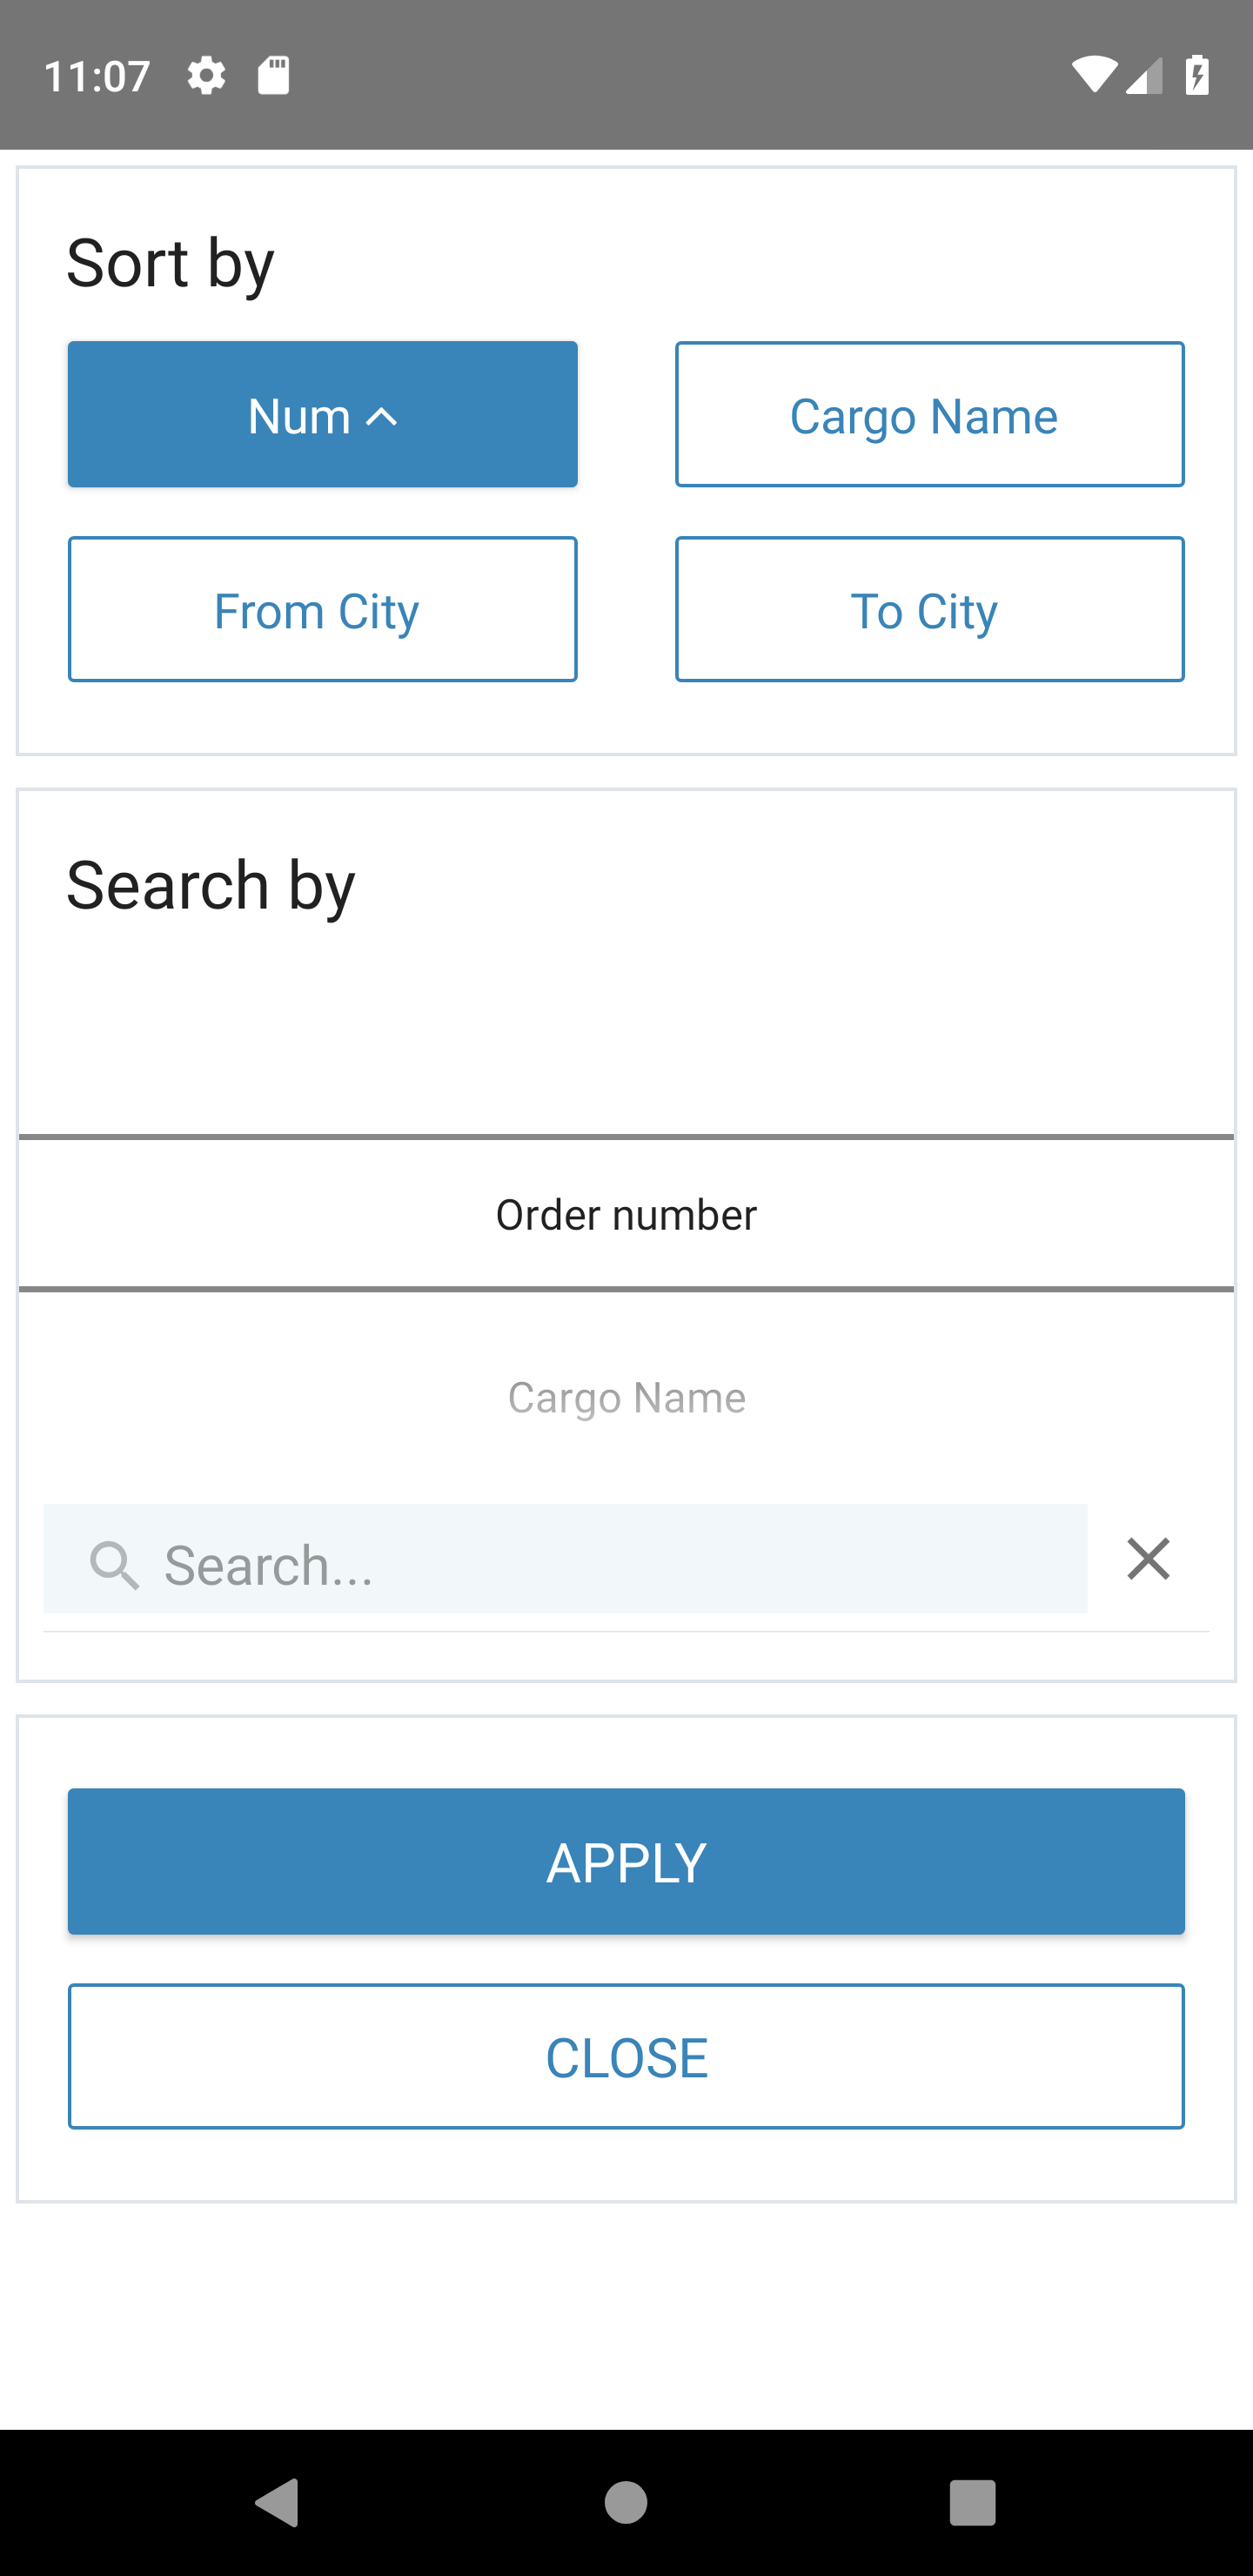 11:07
Sort by
Num
Cargo Name
From City
To City
Search by
Order number
Cargo Name
Search...
APPLY
CLOSE